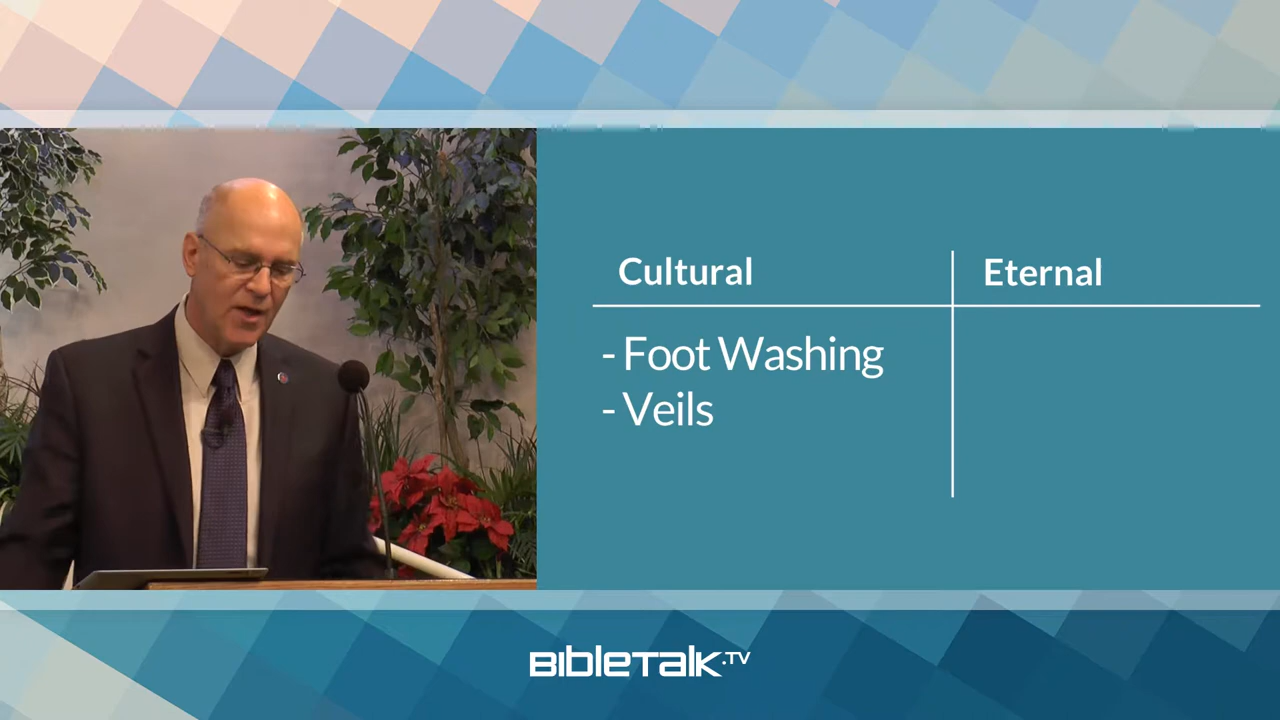 Cultural
Eternal
- Foot Washing
- Veils
BibleTalk.TV